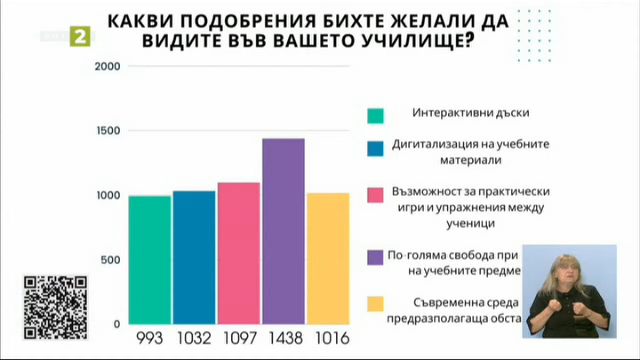 КАКВИ ПОДОБРЕНИЯ БИХТЕ ЖЕЛАЛИ ДА
ВИДИТЕ ВЪВ ВАШЕТО УЧИЛИЩЕ?
2
2000
1500
1000
500
0
993 1032 1097 1438 1016
Интерактивни дъски
Дигитализация на учебните
материали
Възможност за практически
игри и упражнения между
ученици
По-голяма свобода при
на учебните предме
Съвременна среда
предразполагаща обста